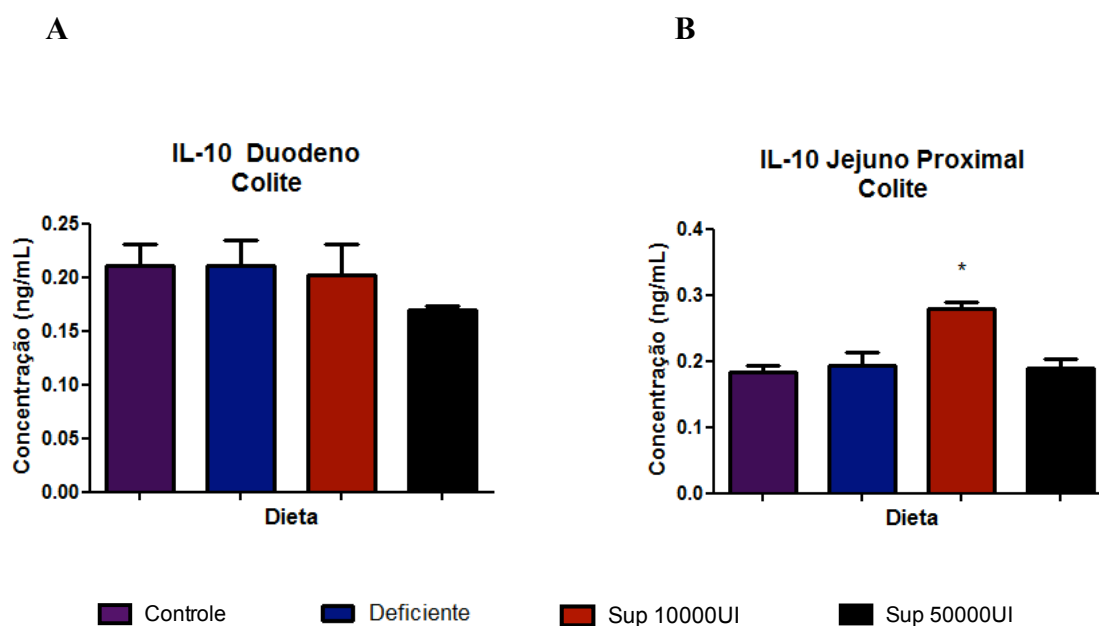 A
B
IL-10 Duodeno
Colite
Concentração (ng/mL)
0.25
0.20
0.15
0.10
0.05
0.00
Dieta
IL-10 Jejuno Proximal
Colite
Concentração (ng/mL)
0.4
0.3
0.2
0.1
0.0
*
Dieta
Controle
Deficiente
Sup 10000UI
Sup 50000UI